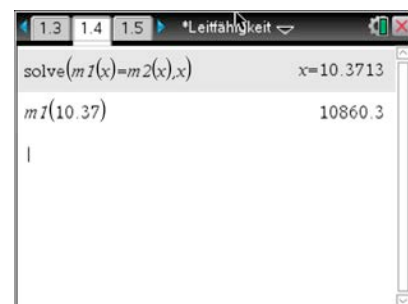 1.3 1.4 1.5 *Leitfähigkeit
solve(m1(x)=m2(x),x) x=10.3713
m1(10.37) 10860.3